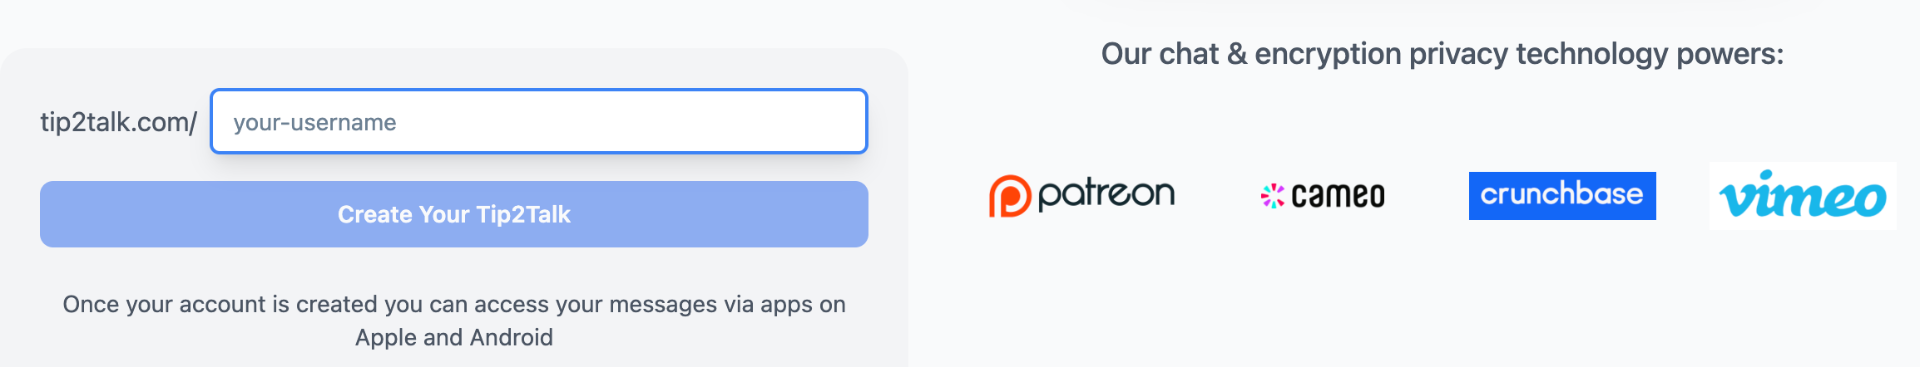 Our chat & encryption privacy technology powers:
tip2talk.com/ your-username
patreon cameo crunchbase vimeo
Create Your Tip2Talk
Once your account is created you can access your messages via apps on
Apple and Android